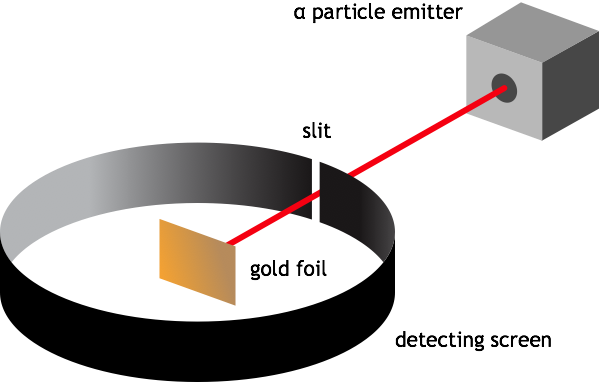 α particle emitter
slit
gold foil
detecting screen